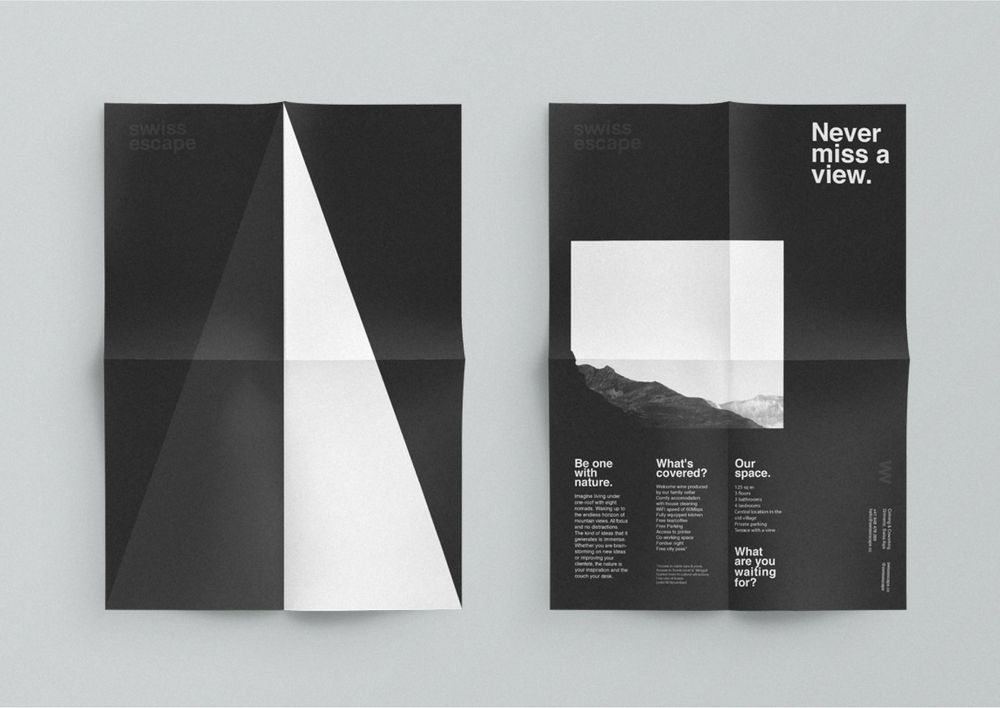 swiss
escape
swiss
escape
Never
miss a
view.
Be one
with
nature.
Imagine living under
one-roof with eight
nomads. Waking up to
the endless horizon of
mountain views. All focus
and no distractions.
The kind of ideas that it
generates is immense.
Whether you are brain-
storming on new ideas
or improving your
clientele, the nature is
your inspiration and the
couch your desk.
What's
covered?
Welcome wine produced
by our family cellar
Comfy accomodation
with house cleaning
WiFi speed of 60Mbps
Fully equipped kitchen
Free tea/coffee
Free Parking
Access to printer
Co-working space
Fondue night
Free city pass*
Our
space.
125 sq m
3 floors
3 bathrooms
4 bedrooms
Central location in the
old village
Private parking
Terrace with a view
What
are you
waiting
for?
W
Coliving & Coworking